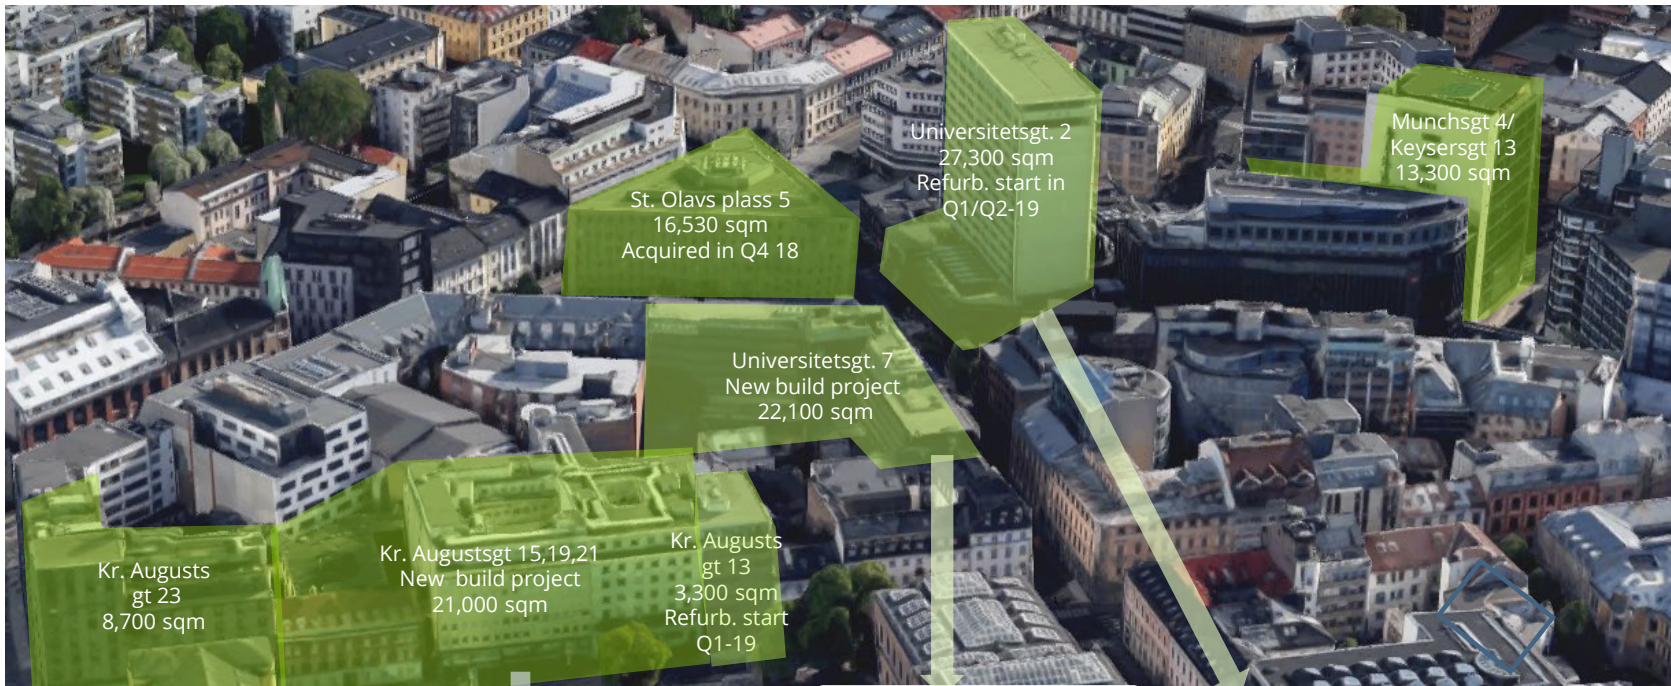 Universitetsgt. 2
27,300 sqm
Refurb. start in
Q1/Q2-19
Munchsgt 4/
Keysersgt 13
13,300 sqm
St. Olavs plass 5
16,530 sqm
Acquired in Q4 18
Universitetsgt. 7
New build project
22,100 sqm
Kr. Augusts
gt 23
8,700 sqm
Kr. Augustsgt 15,19,21
New  build project
21,000 sqm
Kr. Augusts
gt 13
3,300 sqm
Refurb. start
Q1-19